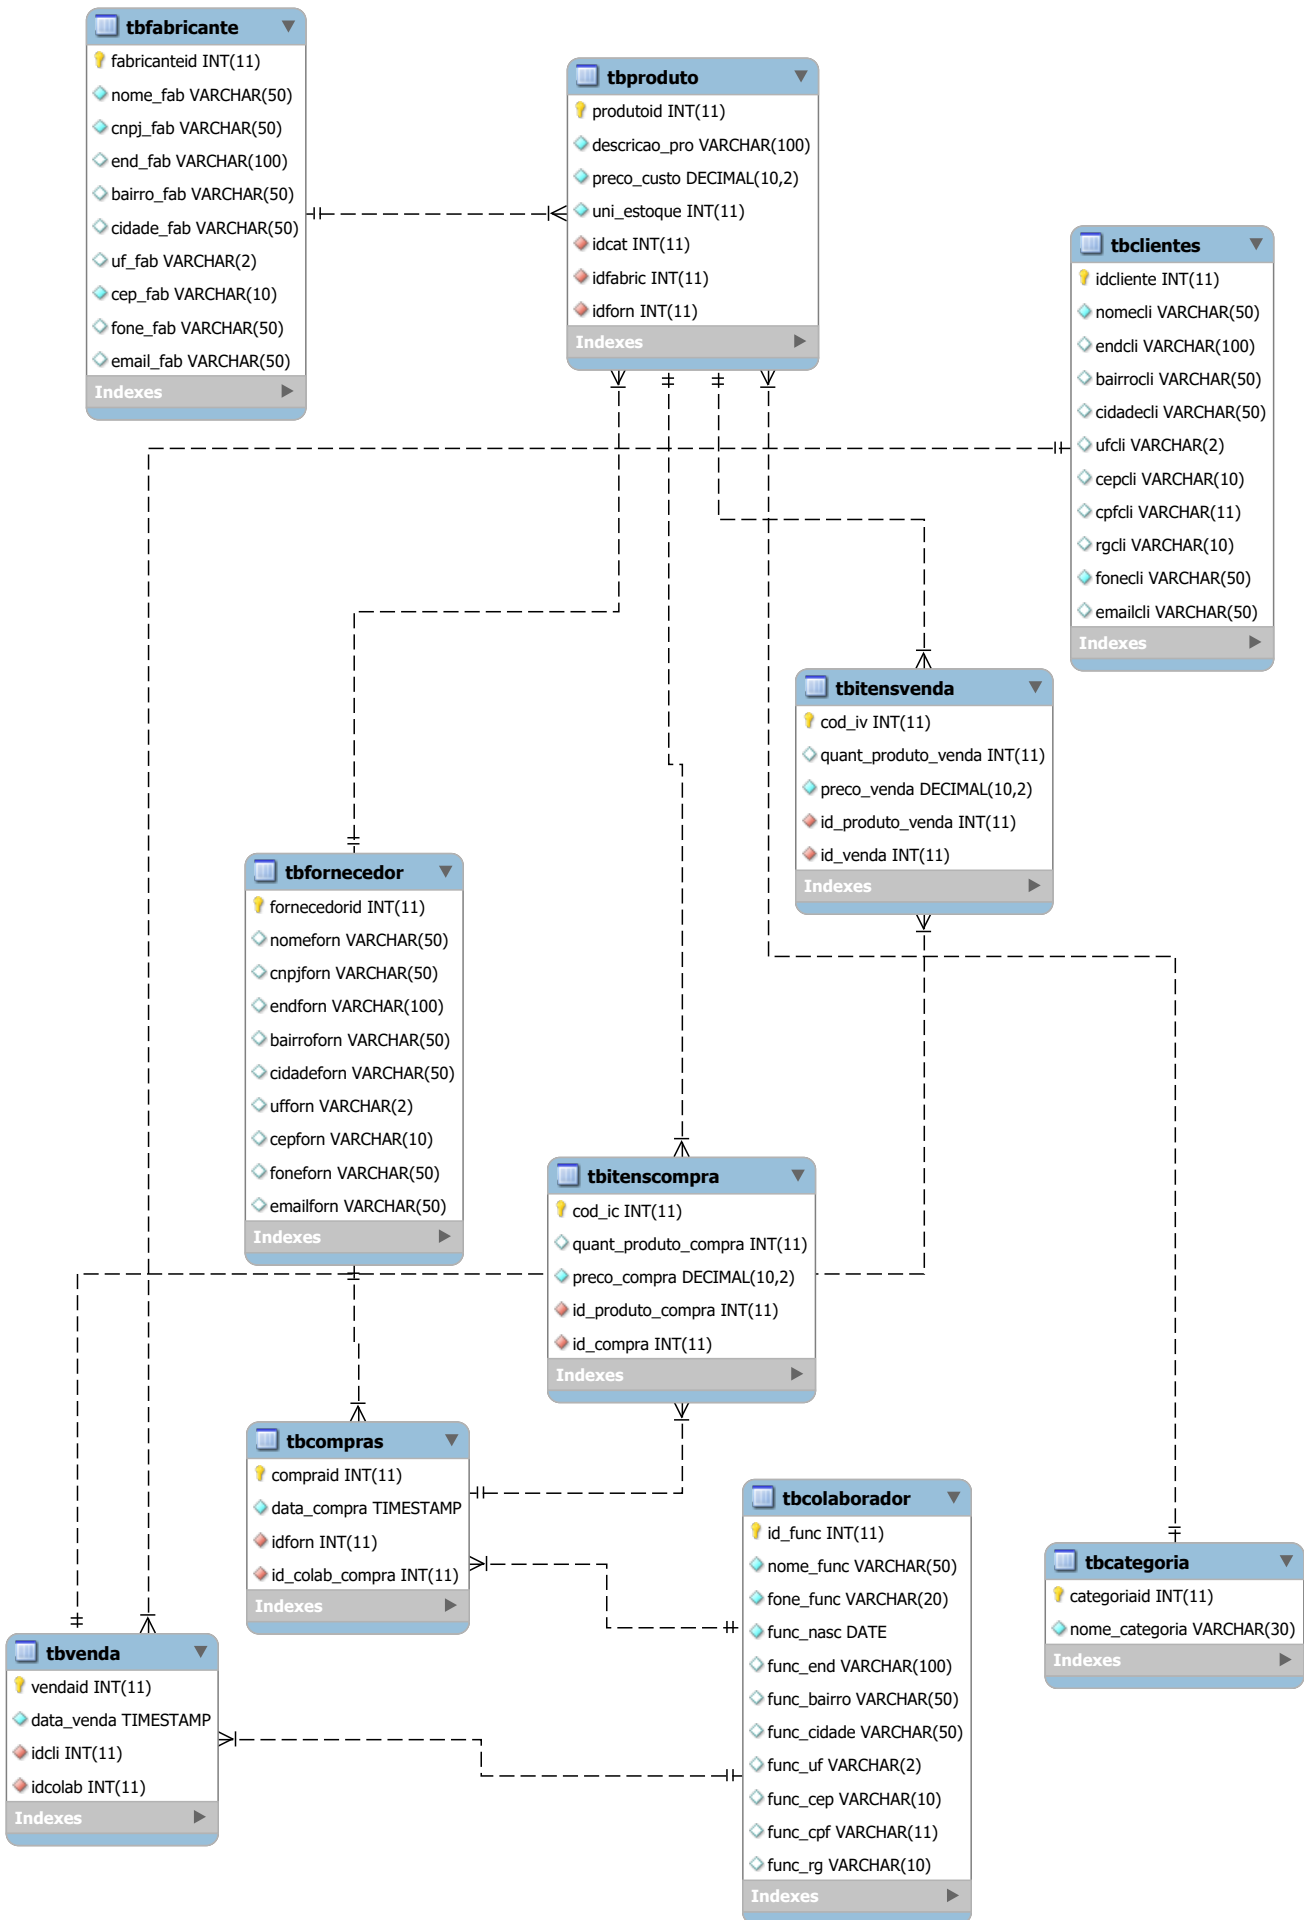 tbfabricante
fabricanteid INT(11)
nome_fab VARCHAR(50)
cnpj_fab VARCHAR(50)
end_fab VARCHAR(100)
bairro_fab VARCHAR(50)
cidade_fab VARCHAR(50)
uf_fab VARCHAR(2)
cep_fab VARCHAR(10)
fone_fab VARCHAR(50)
email_fab VARCHAR(50)
Indexes
tbproduto
produtoid INT(11)
descricao_pro VARCHAR(100)
preco_custo DECIMAL(10,2)
uni_estoque INT(11)
idcat INT(11)
idfabric INT(11)
idforn INT(11)
Indexes
tbclientes
idcliente INT(11)
nomecli VARCHAR(50)
endcli VARCHAR(100)
bairrocli VARCHAR(50)
cidadecli VARCHAR(50)
ufcli VARCHAR(2)
cepcli VARCHAR(10)
cpfcli VARCHAR(11)
rgcli VARCHAR(10)
fonecli VARCHAR(50)
emailcli VARCHAR(50)
Indexes
tbitensvenda
cod_iv INT(11)
quant_produto_venda INT(11)
preco_venda DECIMAL(10,2)
id_produto_venda INT(11)
id_venda INT(11)
Indexes
tbfornecedor
fornecedorid INT(11)
nomeforn VARCHAR(50)
cnpjforn VARCHAR(50)
endforn VARCHAR(100)
bairroforn VARCHAR(50)
cidadeforn VARCHAR(50)
ufforn VARCHAR(2)
cepforn VARCHAR(10)
foneforn VARCHAR(50)
emailforn VARCHAR(50)
Indexes
tbitenscompra
cod_ic INT(11)
quant_produto_compra INT(11)
preco_compra DECIMAL(10,2)
id_produto_compra INT(11)
id_compra INT(11)
Indexes
tbcompras
compraid INT(11)
data_compra TIMESTAMP
idforn INT(11)
id_colab_compra INT(11)
Indexes
tbcolaborador
id_func INT(11)
nome_func VARCHAR(50)
fone_func VARCHAR(20)
func_nasc DATE
func_end VARCHAR(100)
func_bairro VARCHAR(50)
func_cidade VARCHAR(50)
func_uf VARCHAR(2)
func_cep VARCHAR(10)
func_cpf VARCHAR(11)
func_rg VARCHAR(10)
Indexes
tbcategoria
categoriaid INT(11)
nome_categoria VARCHAR(30)
Indexes
tbvenda
vendaid INT(11)
data_venda TIMESTAMP
idcli INT(11)
idcolab INT(11)
Indexes